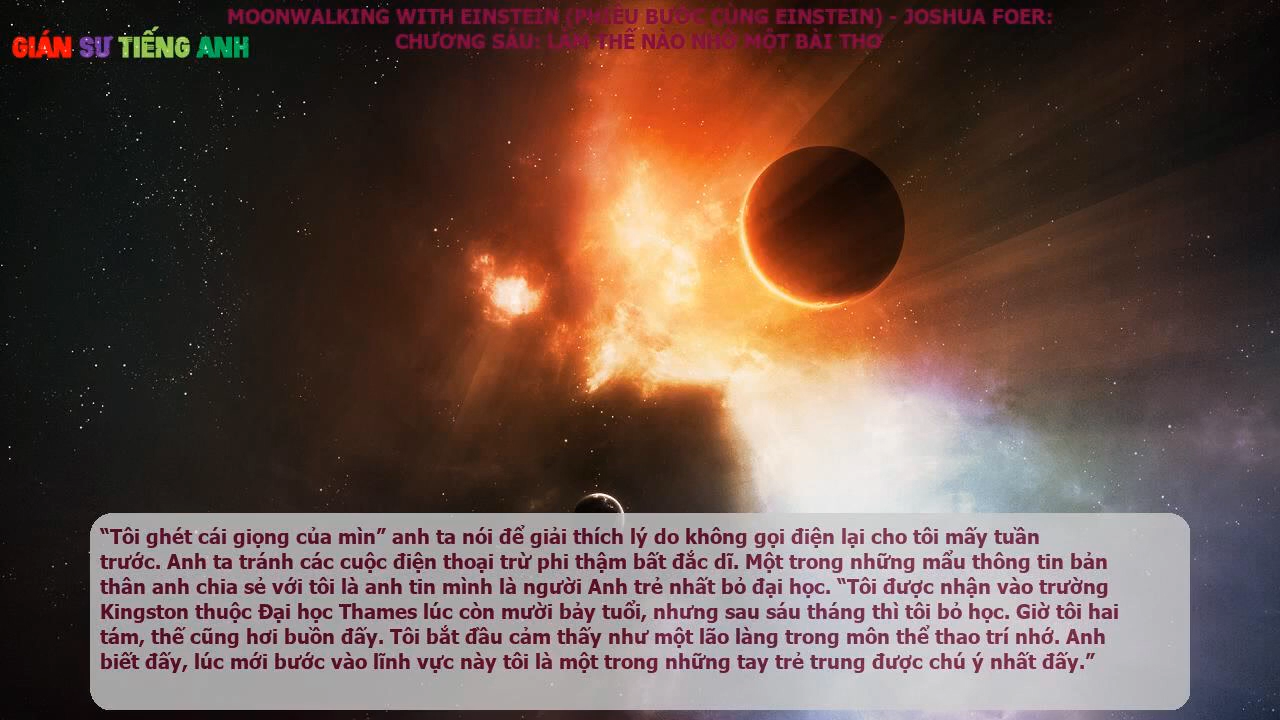 MOONWALKING WITH EINSTEIN (PHIÊU BƯỚC CÙNG EINSTEIN) - JOSHUA FOER:
CHƯƠNG SÁU: LÀM THẾ NÀO NHỚ MỘT BÀI THƠ
GIÁN SƯ TIẾNG ANH
“Tôi ghét cái giọng của mìn” anh ta nói để giải thích lý do không gọi điện lại cho tôi mấy tuần
trước. Anh ta tránh các cuộc điện thoại trừ phi thậm bất đắc dĩ. Một trong những mẩu thông tin bản
thân anh chia sẻ với tôi là anh tin mình là người Anh trẻ nhất bỏ đại học. “Tôi được nhận vào trường
Kingston thuộc Đại học Thames lúc còn mười bảy tuổi, nhưng sau sáu tháng thì tôi bỏ học. Giờ tôi hai
tám, thế cũng hơi buồn đấy. Tôi bắt đầu cảm thấy như một lão làng trong môn thể thao trí nhớ. Anh
biết đấy, lúc mới bước vào lĩnh vực này tôi là một trong những tay trẻ trung được chú ý nhất đấy.”